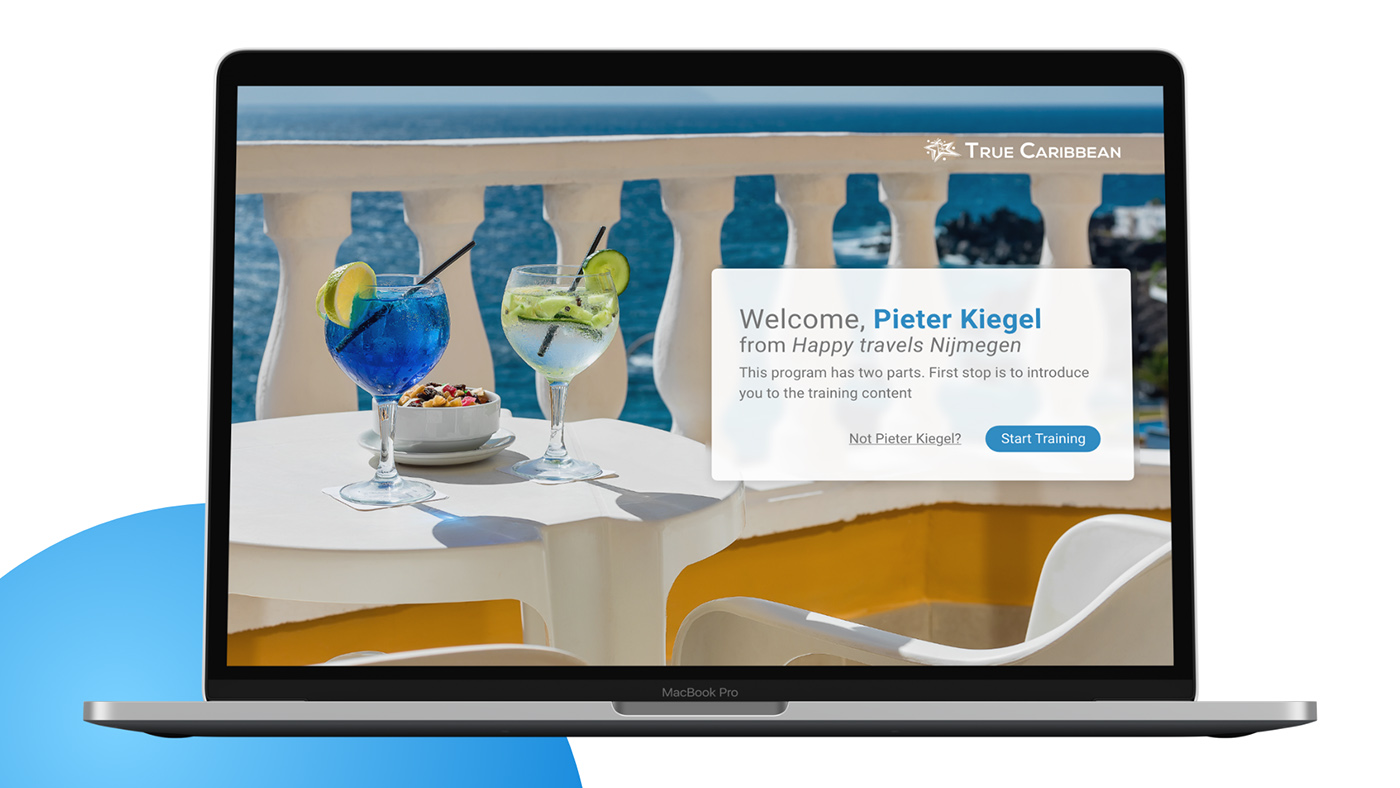 True Caribbean
Welcome, Pieter Kiegel
from Happy travels Nijmegen
This program has two parts. First stop is to introduce
you to the training content
Not Pieter Kiegel?
Start Training
MacBook Pro